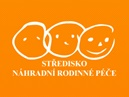 STŘEDISKO
NÁHRADNÍ RODINNÉ PÉČE